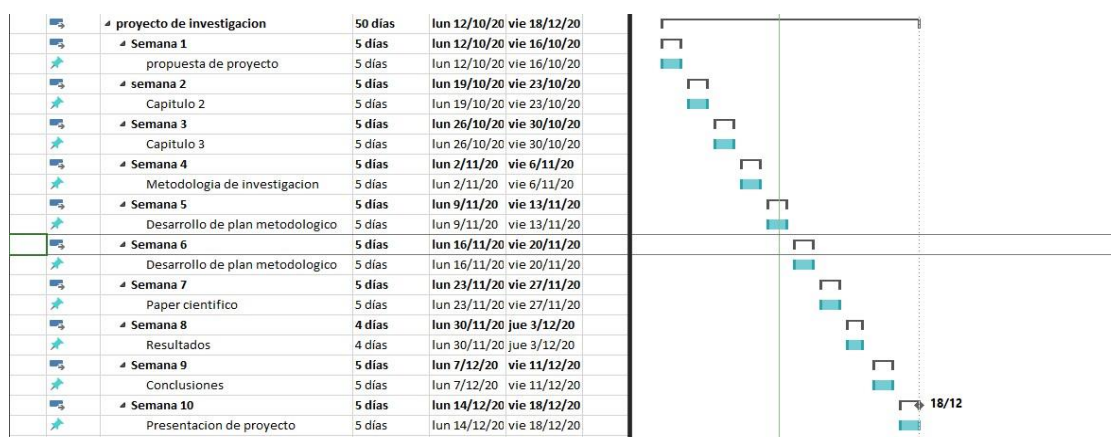 proyecto de investigacion 50 días lun 12/10/20 vie 18/12/20
Semana 1 5 días lun 12/10/20 vie 16/10/20
propuesta de proyecto 5 días lun 12/10/20 vie 16/10/20
semana 2 5 días lun 19/10/20 vie 23/10/20
Capitulo 2 5 días lun 19/10/20 vie 23/10/20
Semana 3 5 días lun 26/10/20 vie 30/10/20
Capitulo 3 5 días lun 26/10/20 vie 30/10/20
Semana 4 5 días lun 2/11/20 vie 6/11/20
Metodologia de investigacion 5 días lun 2/11/20 vie 6/11/20
Semana 5 5 días lun 9/11/20 vie 13/11/20
Desarrollo de plan metodologico 5 días lun 9/11/20 vie 13/11/20
Semana 6 5 días lun 16/11/20 vie 20/11/20
Desarrollo de plan metodologico 5 días lun 16/11/20 vie 20/11/20
Semana 7 5 días lun 23/11/20 vie 27/11/20
Paper cientifico 5 días lun 23/11/20 vie 27/11/20
Semana 8 4 días lun 30/11/20 jue 3/12/20
Resultados 4 días lun 30/11/20 jue 3/12/20
Semana 9 5 días lun 7/12/20 vie 11/12/20
Conclusiones 5 días lun 7/12/20 vie 11/12/20
Semana 10 5 días lun 14/12/20 vie 18/12/20 18/12
Presentacion de proyecto 5 días lun 14/12/20 vie 18/12/20